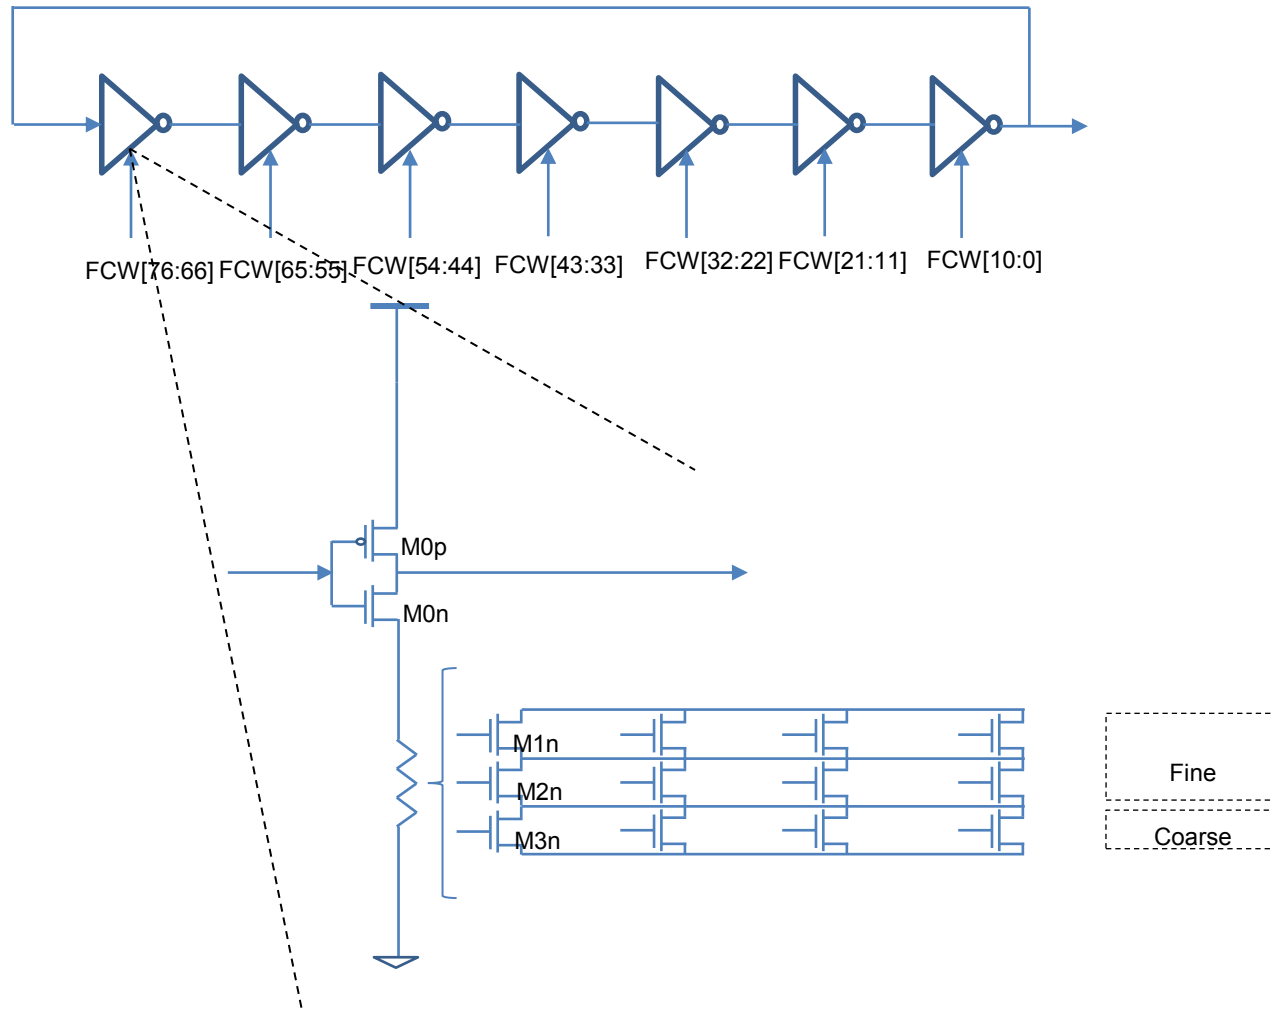 FCW[76:66] FCW[65:55] FCW[54:44] FCW[43:33] FCW[32:22] FCW[21:11] FCW[10:0]
M0p
M0n
M1n
Fine
M2n
M3n
Coarse